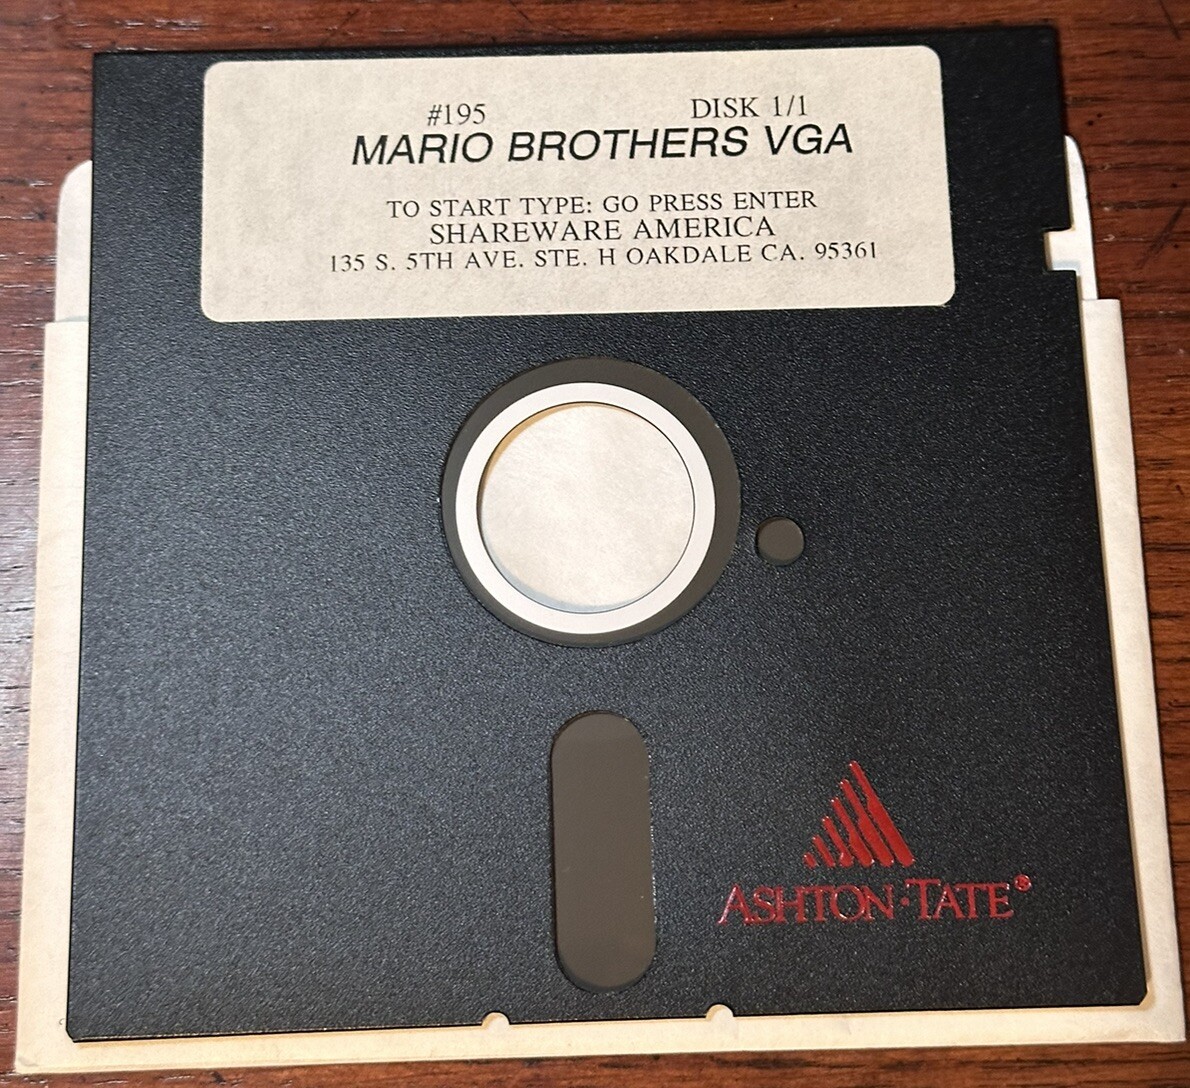 #195 DISK 1/1
MARIO BROTHERS VGA
TO START TYPE: GO PRESS ENTER
SHAREWARE AMERICA
135 S. 5TH AVE. STE. H OAKDALE CA. 95361
ASHTON·TATE®